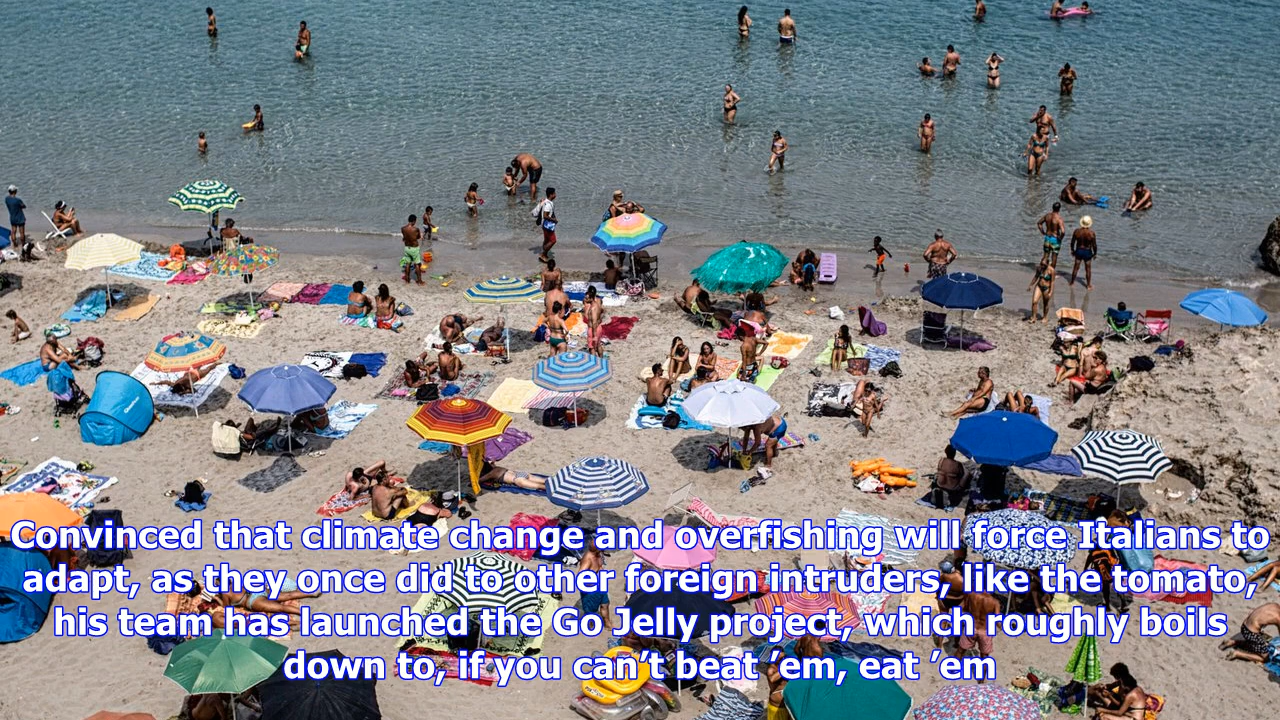 Convinced that climate change and overfishing will force Italians to
adapt, as they once did to other foreign intruders, like the tomato,
his team has launched the Go Jelly project, which roughly boils
down to, if you can’t beat ’em, eat ’em